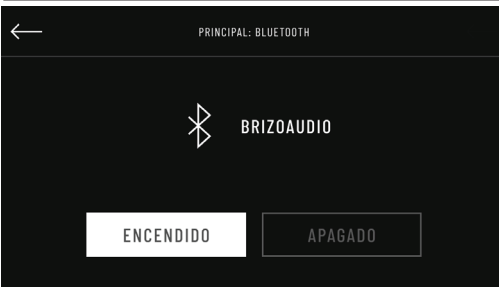 PRINCIPAL: BLUETOOTH
BRIZOAUDIO
ENCENDIDO
APAGADO